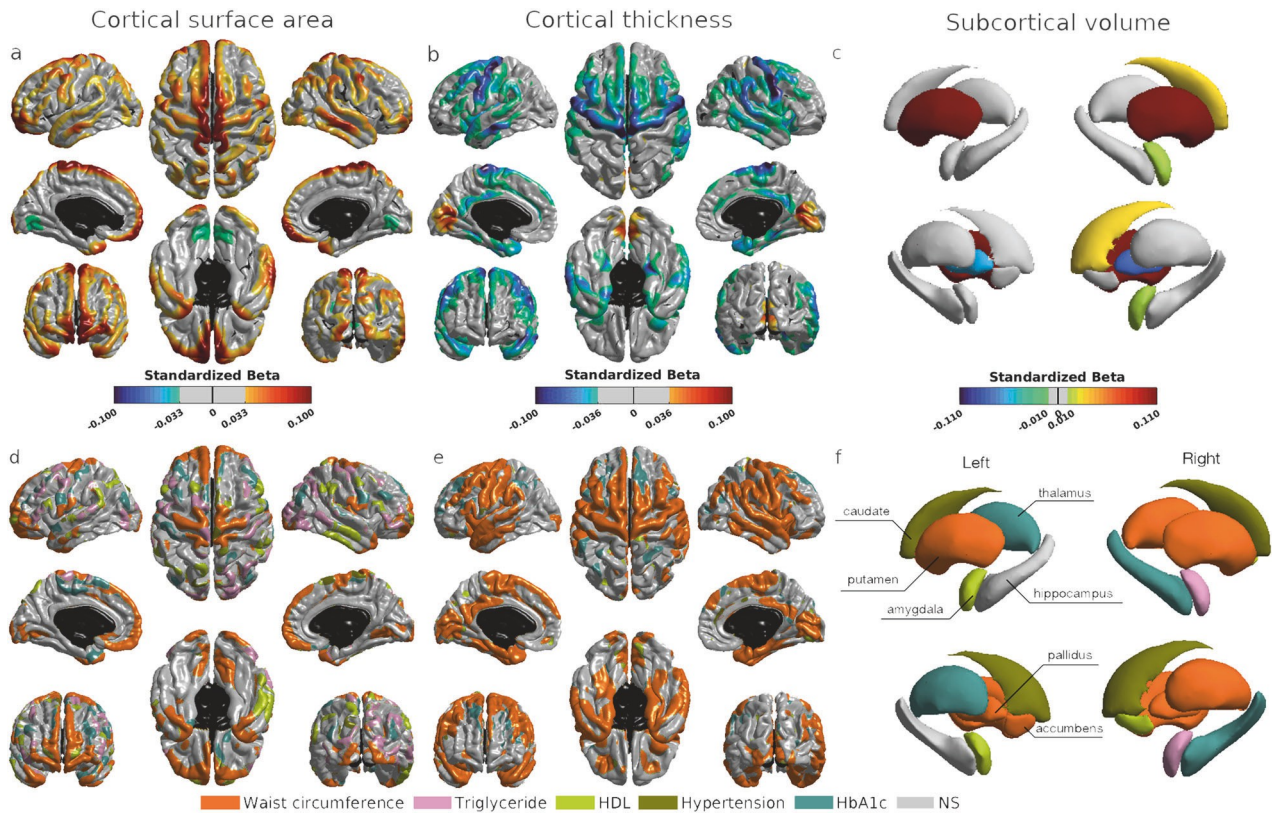 Cortical surface area
Cortical thickness
Subcortical volume
a
b
c
Standardized Beta
-0.100
-0.033
0
0.033
0.100
Standardized Beta
-0.100
-0.036
0
0.036
0.100
Standardized Beta
-0.110
-0.010
0
0.010
0.110
d
e
f
Left
Right
thalamus
caudate
putamen
amygdala
hippocampus
pallidus
accumbens
Waist circumference
Triglyceride
HDL
Hypertension
HbA1c
NS